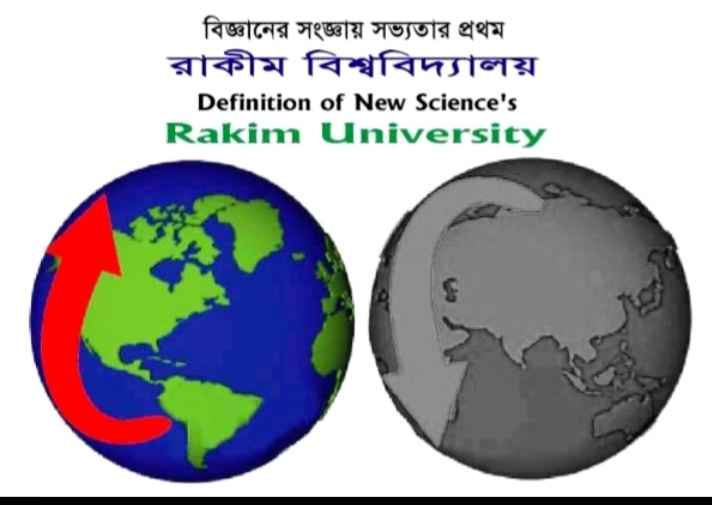 বিজ্ঞানের সংজ্ঞায় সভ্যতার প্রথম
রাকীম বিশ্ববিদ্যালয়
Definition of New Science's
Rakim University